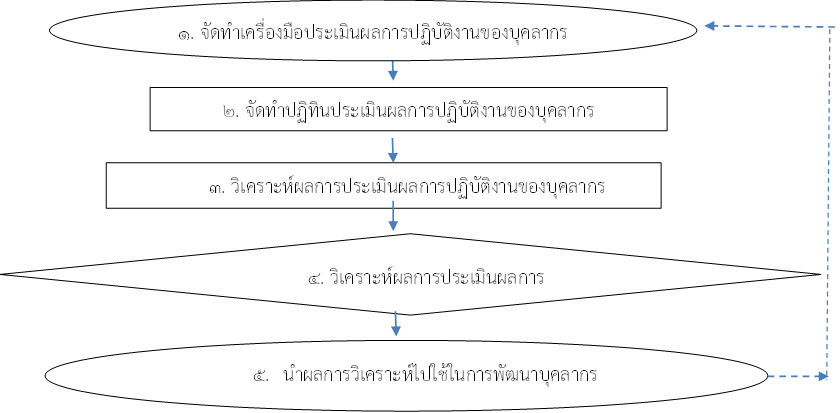 ๑. จัดทำเครื่องมือประเมินผลการปฏิบัติงานของบุคลากร
๒. จัดทำปฏิทินประเมินผลการปฏิบัติงานของบุคลากร
๓. วิเคราะห์ผลการประเมินผลการปฏิบัติงานของบุคลากร
๔. วิเคราะห์ผลการประเมินผลการ
๕. นำผลการวิเคราะห์ไปใช้ในการพัฒนาบุคลากร